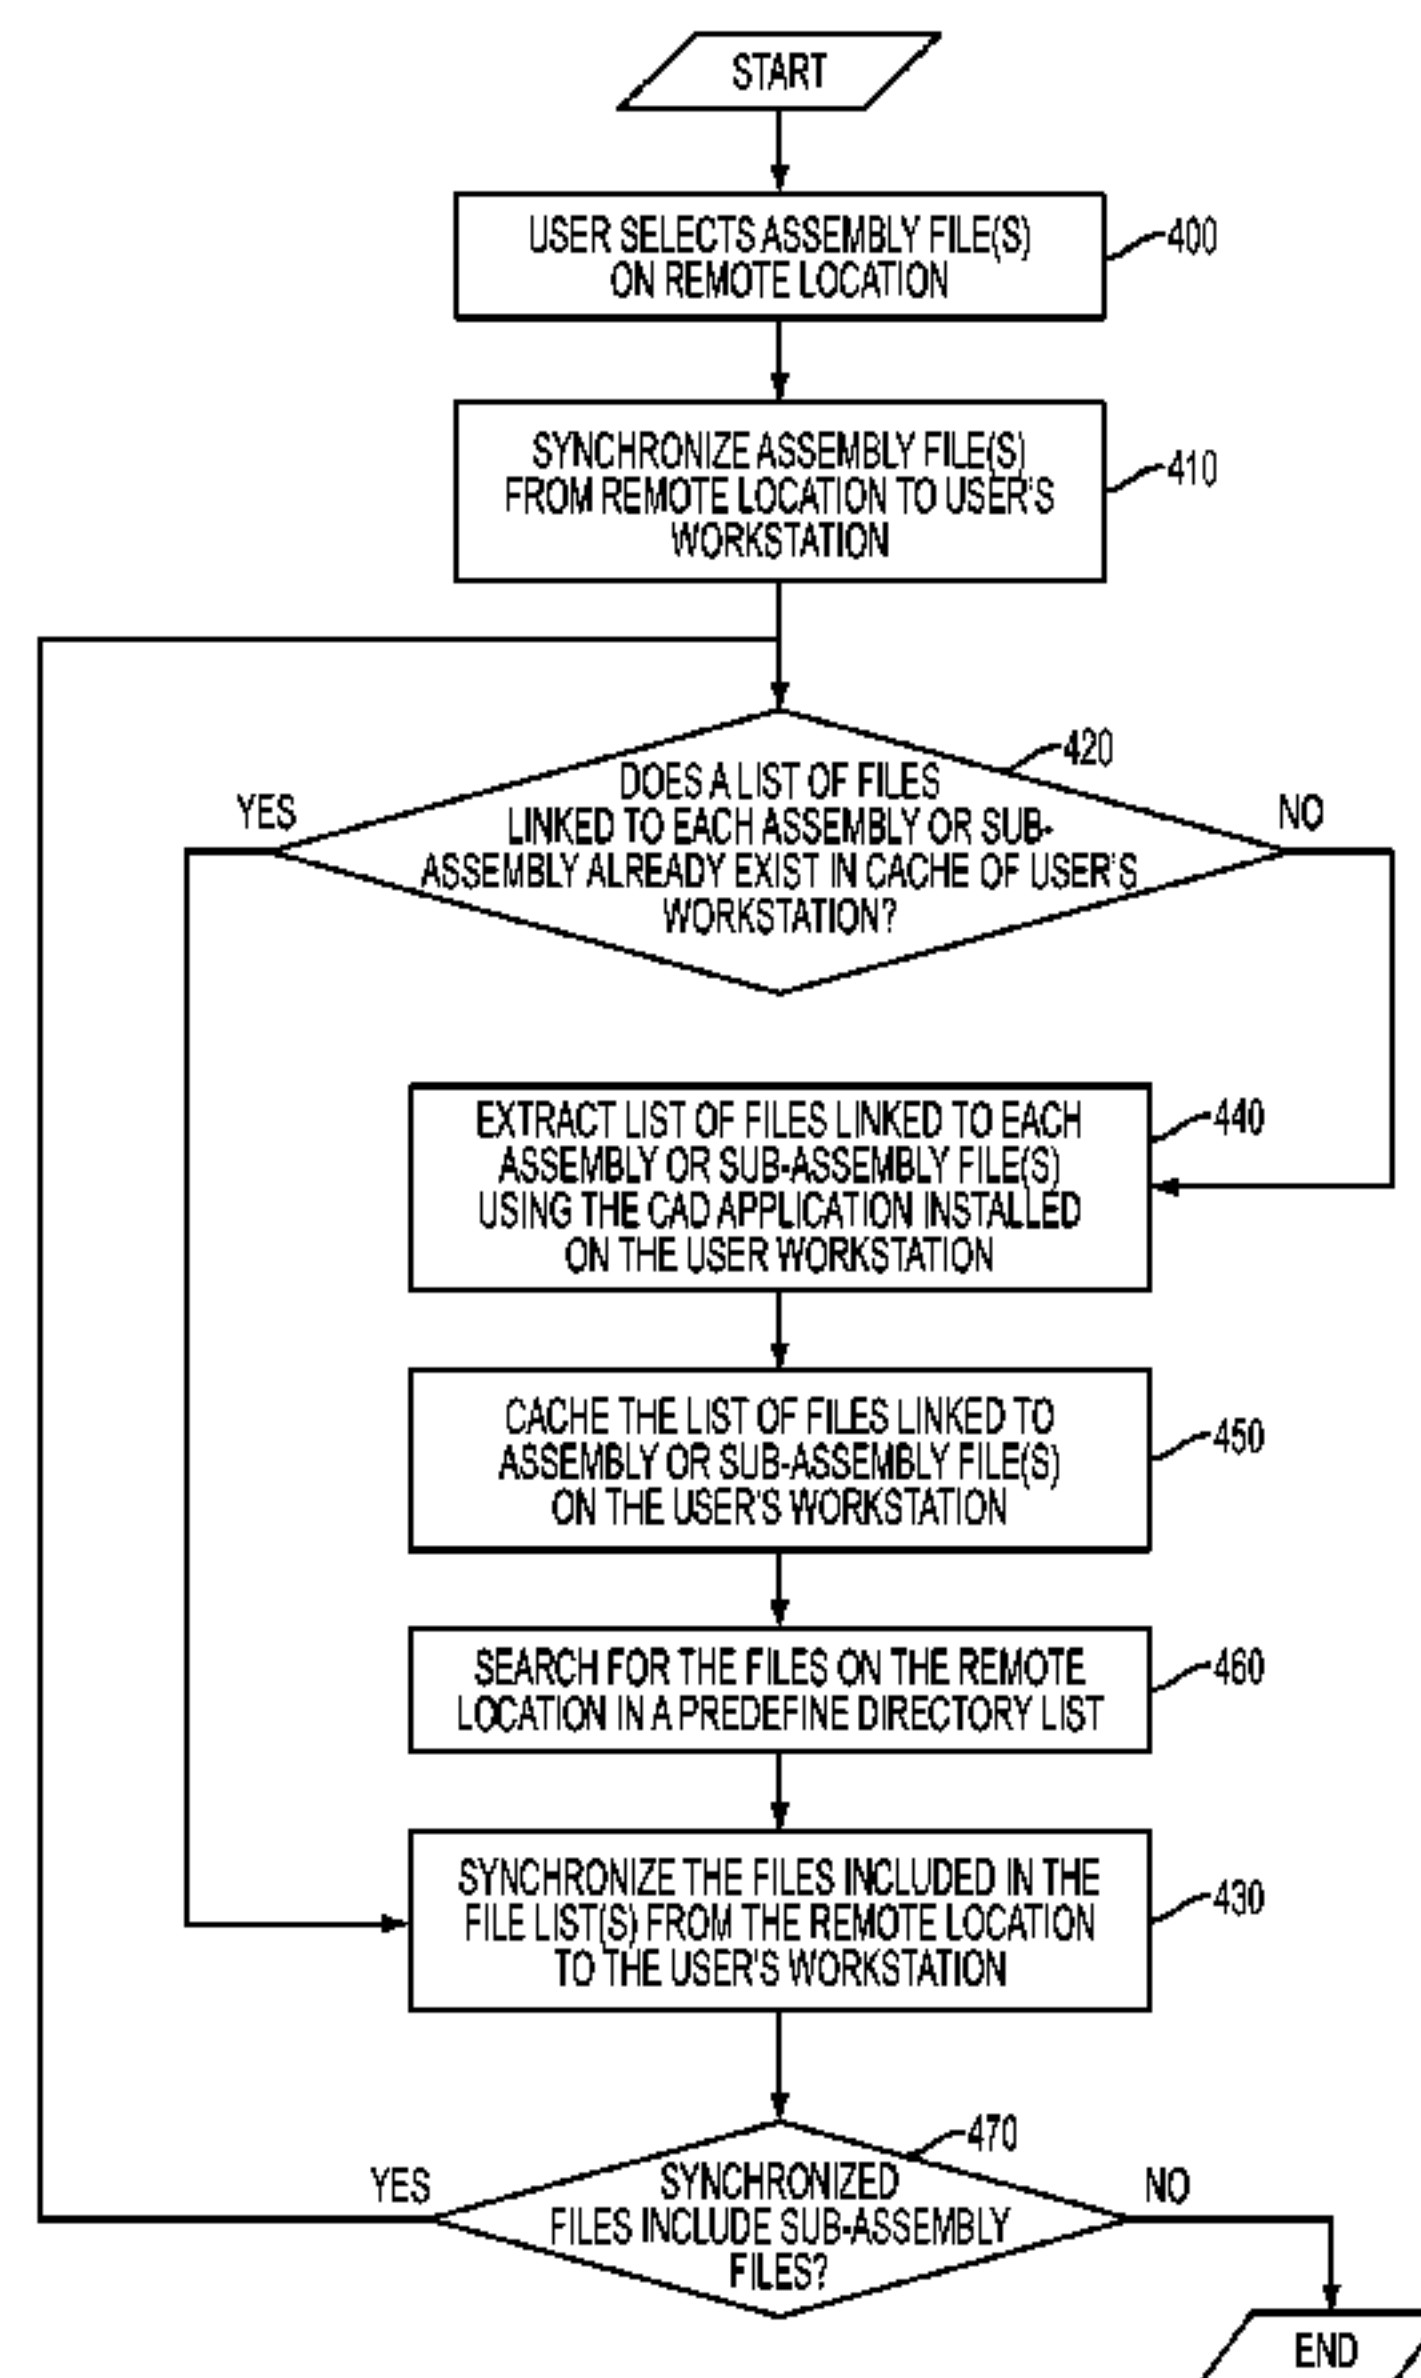 START
USER SELECTS ASSEMBLY FILE(S)
ON REMOTE LOCATION
400
SYNCHRONIZE ASSEMBLY FILE(S)
FROM REMOTE LOCATION TO USER'S
WORKSTATION
410
420
DOES A LIST OF FILES
LINKED TO EACH ASSEMBLY OR SUB-
ASSEMBLY ALREADY EXIST IN CACHE OF USER'S
WORKSTATION?
YES
NO
EXTRACT LIST OF FILES LINKED TO EACH
ASSEMBLY OR SUB-ASSEMBLY FILE(S)
USING THE CAD APPLICATION INSTALLED
ON THE USER WORKSTATION
440
CACHE THE LIST OF FILES LINKED TO
ASSEMBLY OR SUB-ASSEMBLY FILE(S)
ON THE USER'S WORKSTATION
450
SEARCH FOR THE FILES ON THE REMOTE
LOCATION IN A PREDEFINE DIRECTORY LIST
460
SYNCHRONIZE THE FILES INCLUDED IN THE
FILE LIST(S) FROM THE REMOTE LOCATION
TO THE USER'S WORKSTATION
430
470
SYNCHRONIZED
FILES INCLUDE SUB-ASSEMBLY
FILES?
YES
NO
END